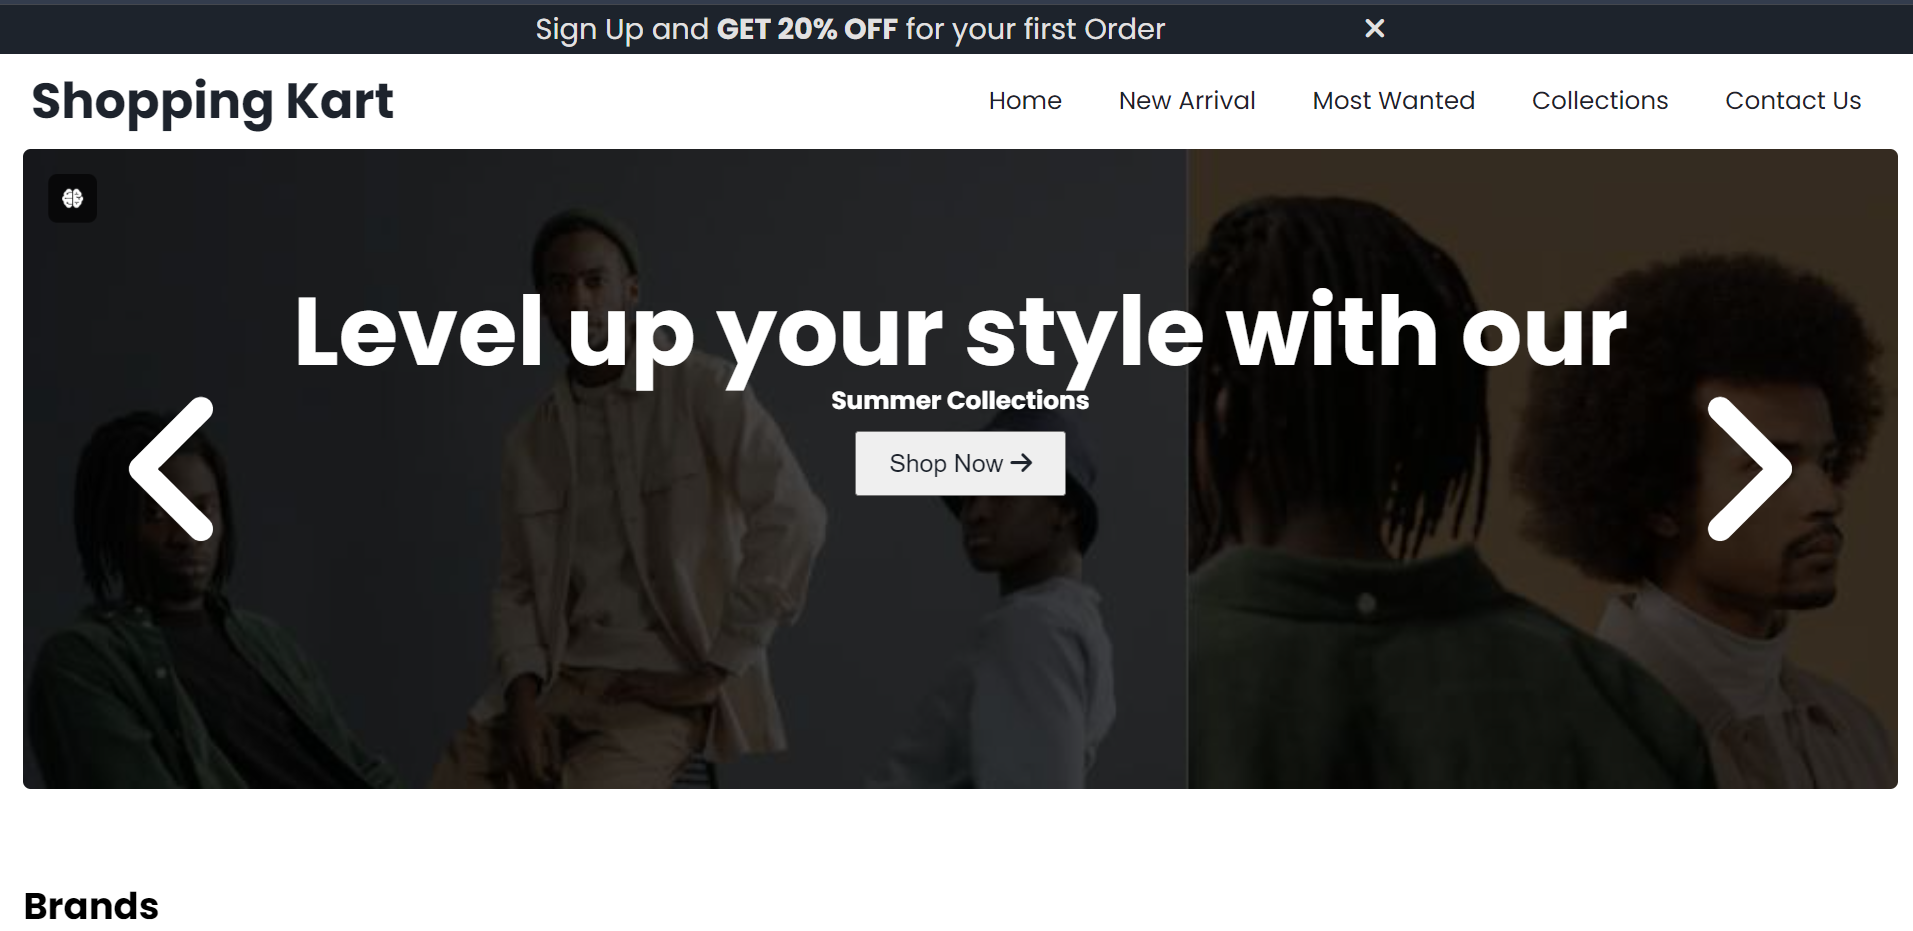 Sign Up and GET 20% OFF for your first Order
Shopping Kart
Home New Arrival Most Wanted Collections Contact Us
Level up your style with our
Summer Collections
Shop Now
Brands